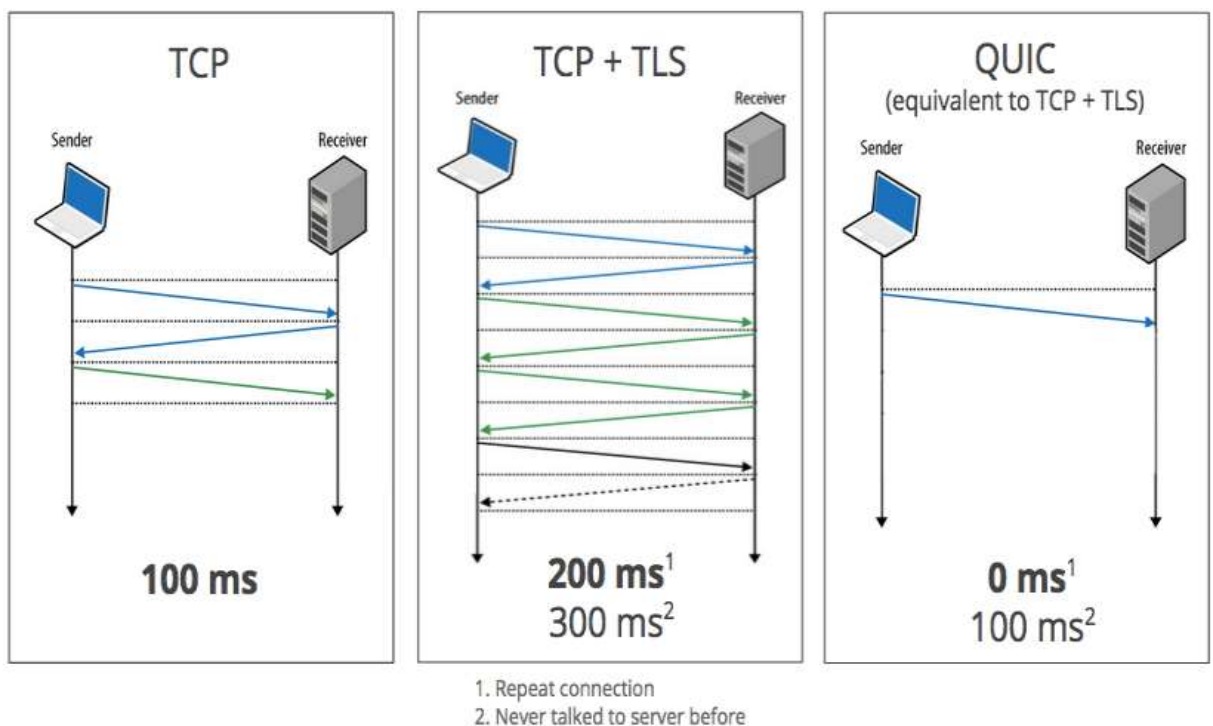 TCP
Sender
Receiver
100 ms
TCP + TLS
Sender
Receiver
200 ms¹
300 ms²
QUIC
(equivalent to TCP + TLS)
Sender
Receiver
0 ms¹
100 ms²
1. Repeat connection
2. Never talked to server before